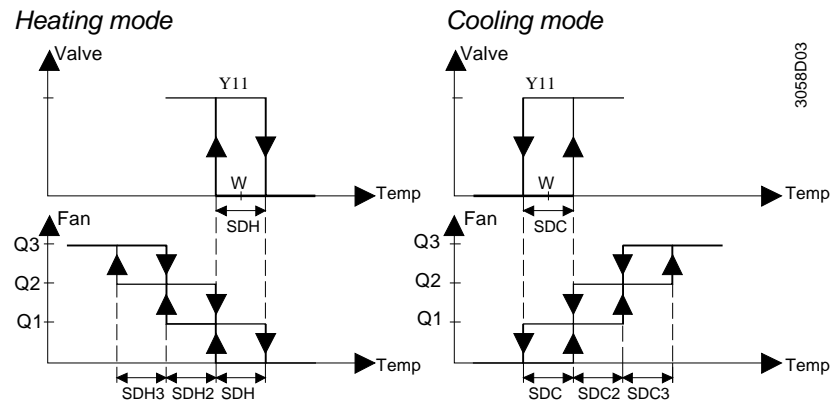 Heating mode
Cooling mode
Valve
Y11
W
Temp
SDH
Valve
Y11
W
Temp
SDC
3058D03
Fan
Q3
Q2
Q1
Temp
SDH3 SDH2 SDH
Fan
Q3
Q2
Q1
Temp
SDC SDC2 SDC3